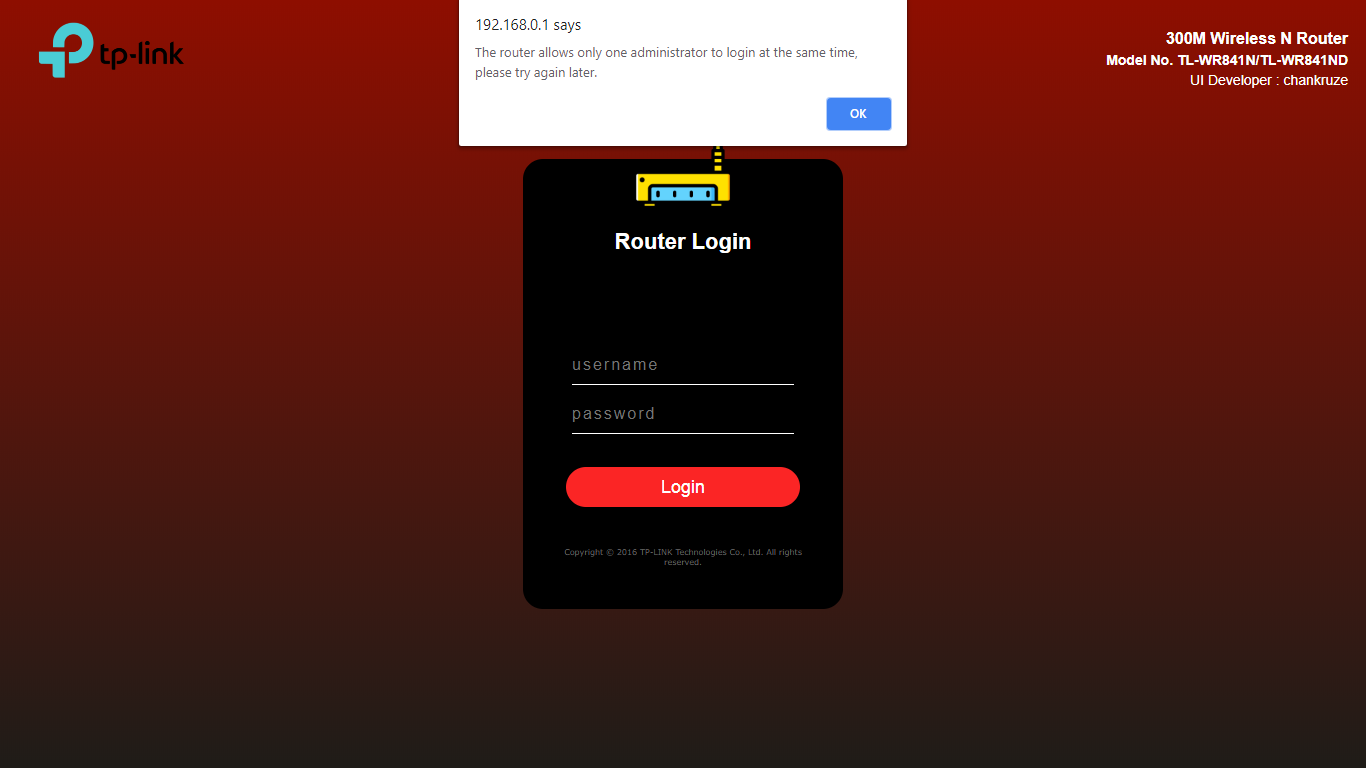 tp-link
192.168.0.1 says
The router allows only one administrator to login at the same time,
please try again later.
OK
300M Wireless N Router
Model No. TL-WR841N/TL-WR841ND
UI Developer : chankruze
Router Login
username
password
Login
Copyright © 2016 TP-LINK Technologies Co., Ltd. All rights
reserved.